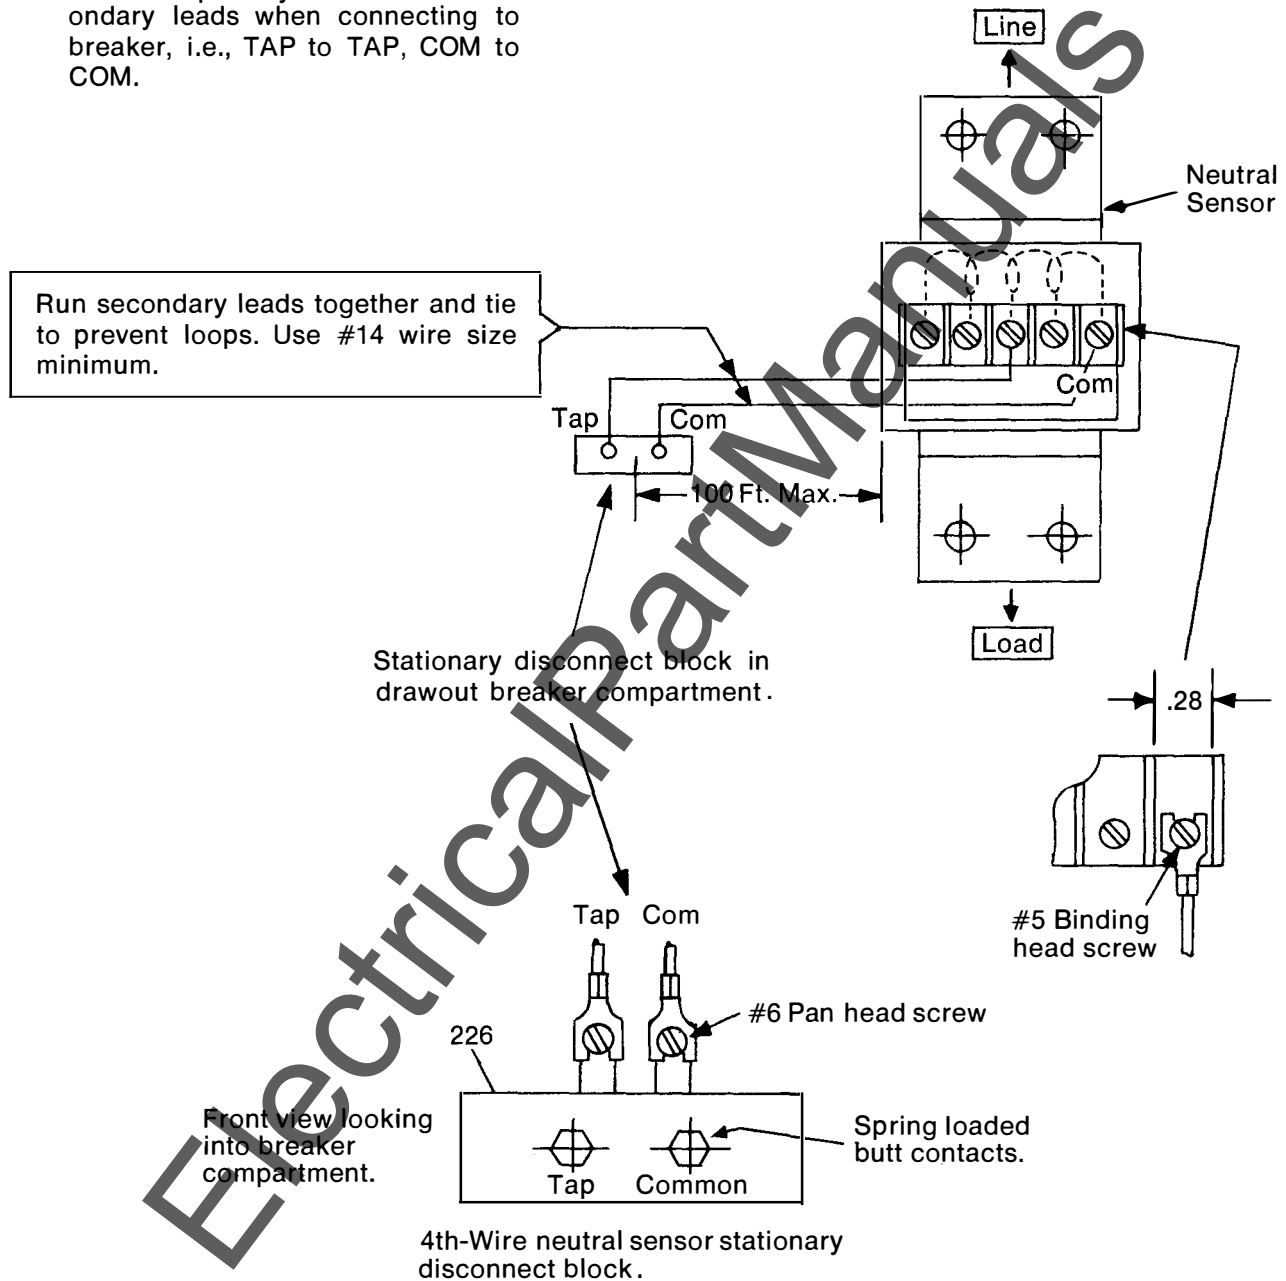 ondary leads when connecting to
breaker, i.e., TAP to TAP, COM to
COM.
Line
Neutral
Sensor
Run secondary leads together and tie
to prevent loops. Use #14 wire size
minimum.
Com
Tap
Com
100 Ft. Max.
Load
Stationary disconnect block in
drawout breaker compartment.
.28
#5 Binding
head screw
Tap Com
#6 Pan head screw
226
Front view looking
into breaker
compartment.
Spring loaded
butt contacts.
Tap Common
4th-Wire neutral sensor stationary
disconnect block.
ElectricalPartManuals